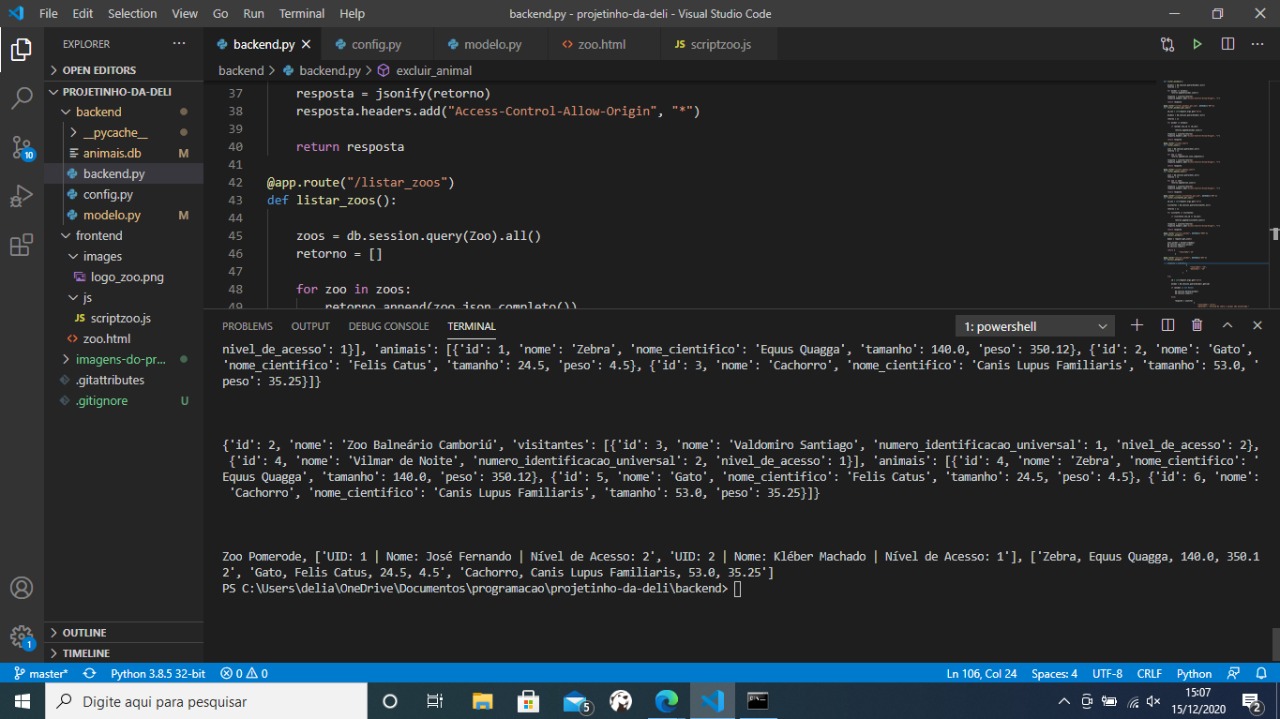 File Edit Selection View Go Run Terminal Help backend.py - projetinho-da-deli - Visual Studio Code
EXPLORER
OPEN EDITORS
PROJETINHO-DA-DELI
backend
__pycache__
animais.db M
backend.py
config.py
modelo.py M
frontend
images
logo_zoo.png
js
JS scriptzoo.js
<> zoo.html
imagens-do-pr...
.gitattributes
.gitignore U
OUTLINE
TIMELINE
10
1
backend.py config.py modelo.py <> zoo.html JS scriptzoo.js
backend > backend.py > excluir_animal
37 resposta = jsonify(retorno)
38 resposta.headers.add("Access-Control-Allow-Origin", "*")
39
40 return resposta
41
42 @app.route("/listar_zoos")
43 def listar_zoos():
44
45 zoos = db.session.query(Zoo).all()
46 retorno = []
47
48 for zoo in zoos:
49 retorno.append(zoo.json_completo())
PROBLEMS OUTPUT DEBUG CONSOLE TERMINAL 1: powershell
nivel_de_acesso': 1}], 'animais': [{'id': 1, 'nome': 'Zebra', 'nome_cientifico': 'Equus Quagga', 'tamanho': 140.0, 'peso': 350.12}, {'id': 2, 'nome': 'Gato',
'nome_cientifico': 'Felis Catus', 'tamanho': 24.5, 'peso': 4.5}, {'id': 3, 'nome': 'Cachorro', 'nome_cientifico': 'Canis Lupus Familiaris', 'tamanho': 53.0, '
peso': 35.25}]}
{'id': 2, 'nome': 'Zoo Balneário Camboriú', 'visitantes': [{'id': 3, 'nome': 'Valdomiro Santiago', 'numero_identificacao_universal': 1, 'nivel_de_acesso': 2},
{'id': 4, 'nome': 'Vilmar de Noite', 'numero_identificacao_universal': 2, 'nivel_de_acesso': 1}], 'animais': [{'id': 4, 'nome': 'Zebra', 'nome_cientifico': '
Equus Quagga', 'tamanho': 140.0, 'peso': 350.12}, {'id': 5, 'nome': 'Gato', 'nome_cientifico': 'Felis Catus', 'tamanho': 24.5, 'peso': 4.5}, {'id': 6, 'nome':
'Cachorro', 'nome_cientifico': 'Canis Lupus Familiaris', 'tamanho': 53.0, 'peso': 35.25}]}
Zoo Pomerode, ['UID: 1 | Nome: José Fernando | Nível de Acesso: 2', 'UID: 2 | Nome: Kléber Machado | Nível de Acesso: 1'], ['Zebra, Equus Quagga, 140.0, 350.1
2', 'Gato, Felis Catus, 24.5, 4.5', 'Cachorro, Canis Lupus Familiaris, 53.0, 35.25']
PS C:\Users\delia\OneDrive\Documentos\programacao\projetinho-da-deli\backend>
master* Python 3.8.5 32-bit 0 0 Ln 106, Col 24 Spaces: 4 UTF-8 CRLF Python
Digite aqui para pesquisar
5
15:07
15/12/2020
2